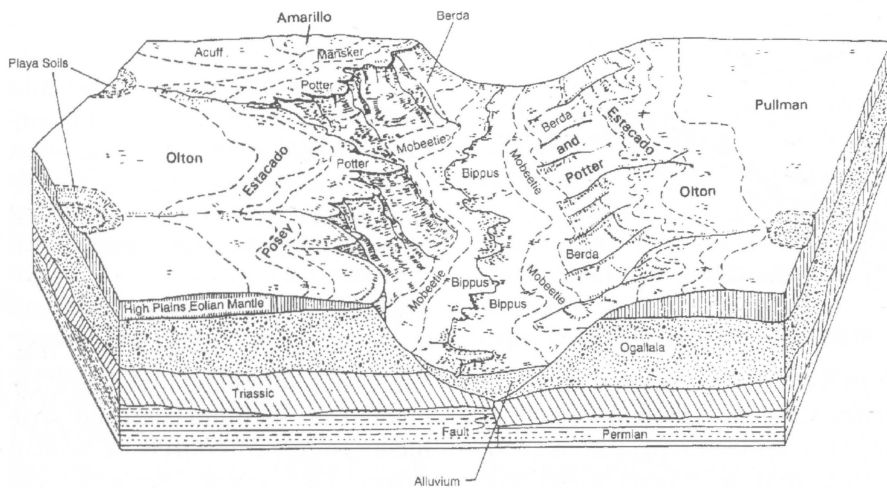 Amarillo
Berda
Acuff
Mansker
Playa Soils
Potter
Pullman
Berda
Estacado
Mobeetie
and
Olton
Estacado
Potter
Bippus
Mobeetie
Potter
Olton
Posey
Berda
Mobeetie
Bippus
Bippus
Mobeetie
High Plains Eolian Mantle
Ogallala
Triassic
Fault
Permian
Alluvium